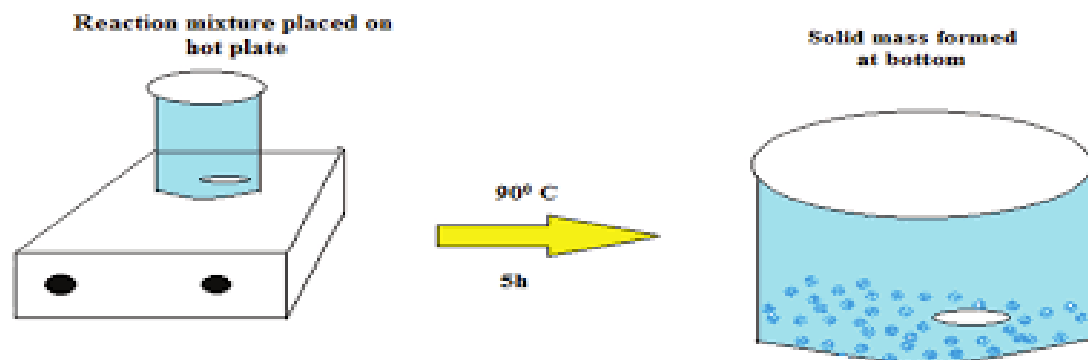 Reaction mixture placed on
hot plate
Solid mass formed
at bottom
90⁰ C
5h